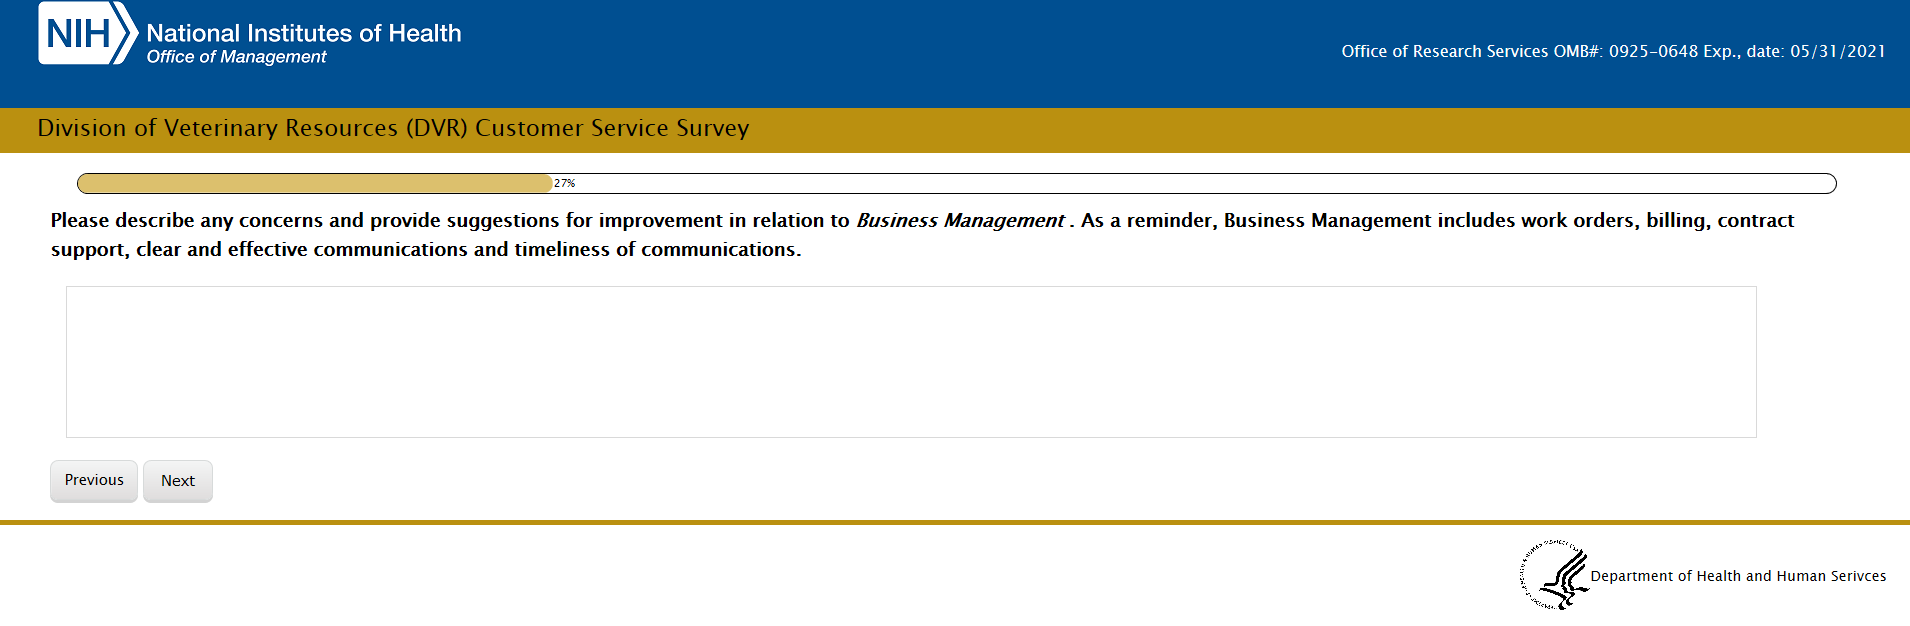 NIH
National Institutes of Health
Office of Management
Office of Research Services OMB#: 0925-0648 Exp., date: 05/31/2021
Division of Veterinary Resources (DVR) Customer Service Survey
27%
Please describe any concerns and provide suggestions for improvement in relation to Business Management . As a reminder, Business Management includes work orders, billing, contract
support, clear and effective communications and timeliness of communications.
Previous
Next
Department of Health and Human Serivces